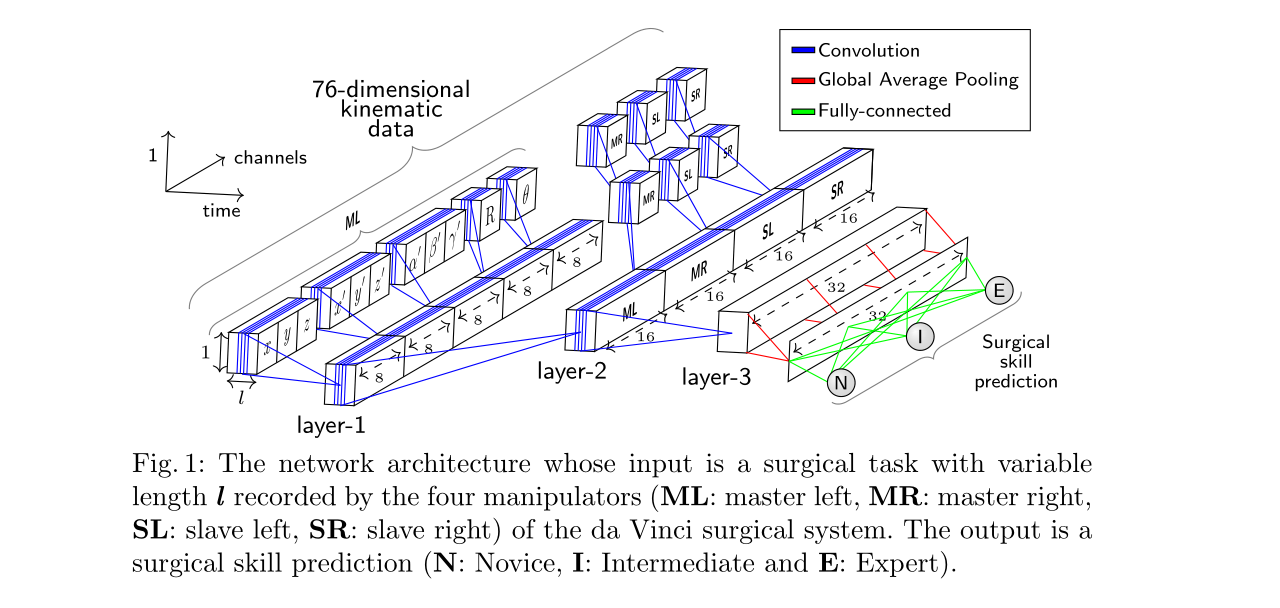 Convolution
Global Average Pooling
Fully-connected
76-dimensional
kinematic
data
1
channels
time
ML
x y z
x′ y′ z′
α′ β′ γ′
R
θ
1
l
8
8
8
8
8
layer-1
MR
SL
SR
MR
SL
SR
ML
MR
SL
SR
16
16
16
16
layer-2
32
32
layer-3
N
I
E
Surgical
skill
prediction
Fig. 1: The network architecture whose input is a surgical task with variable
length l recorded by the four manipulators (ML: master left, MR: master right,
SL: slave left, SR: slave right) of the da Vinci surgical system. The output is a
surgical skill prediction (N: Novice, I: Intermediate and E: Expert).